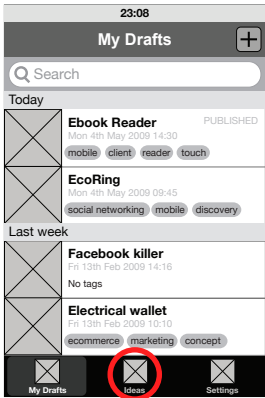 23:08
My Drafts +
Search
Today
Ebook Reader PUBLISHED
Mon 4th May 2009 14:30
mobile client reader touch
EcoRing
Mon 4th May 2009 09:45
social networking mobile discovery
Last week
Facebook killer
Fri 13th Feb 2009 14:16
No tags
Electrical wallet
Fri 13th Feb 2009 10:10
ecommerce marketing concept
My Drafts Ideas Settings